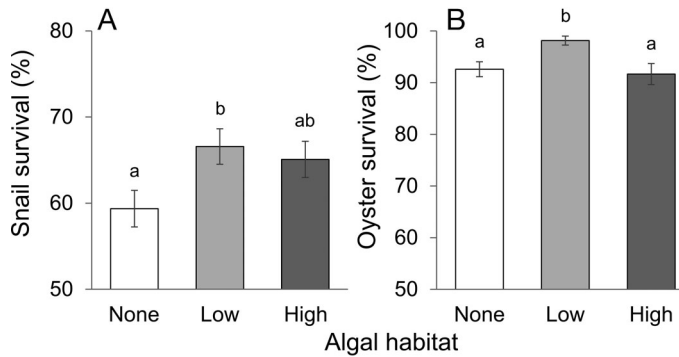 A
Snail survival (%)
80
70
60
50
a
b
ab
None Low High
B
Oyster survival (%)
100
90
80
70
60
50
a
b
a
None Low High
Algal habitat